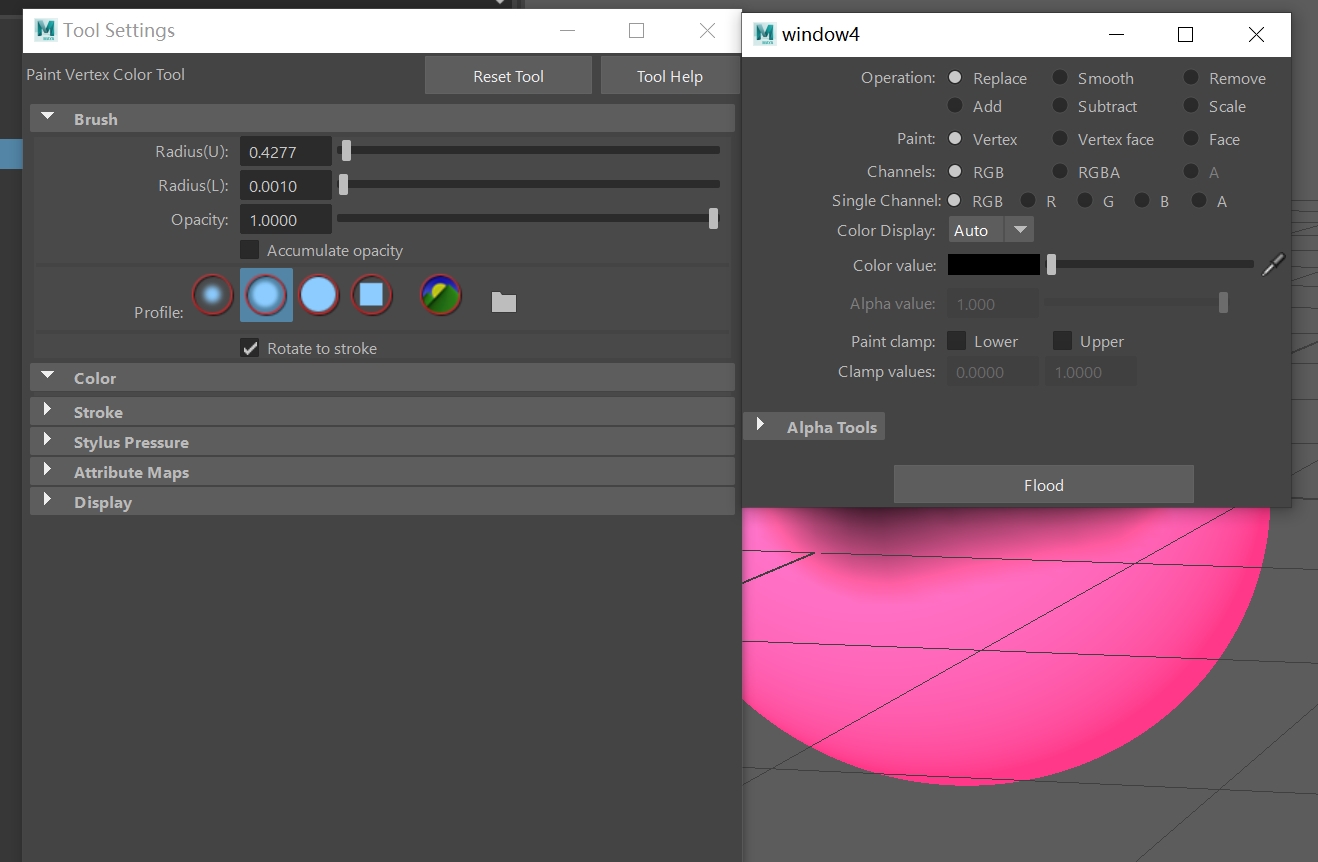 Tool Settings
Paint Vertex Color Tool
Reset Tool
Tool Help
Brush
Radius(U): 0.4277
Radius(L): 0.0010
Opacity: 1.0000
Accumulate opacity
Profile:
Rotate to stroke
Color
Stroke
Stylus Pressure
Attribute Maps
Display
window4
Operation: Replace Smooth Remove
Add Subtract Scale
Paint: Vertex Vertex face Face
Channels: RGB RGBA A
Single Channel: RGB R G B A
Color Display: Auto
Color value:
Alpha value: 1.000
Paint clamp: Lower Upper
Clamp values: 0.0000 1.0000
Alpha Tools
Flood